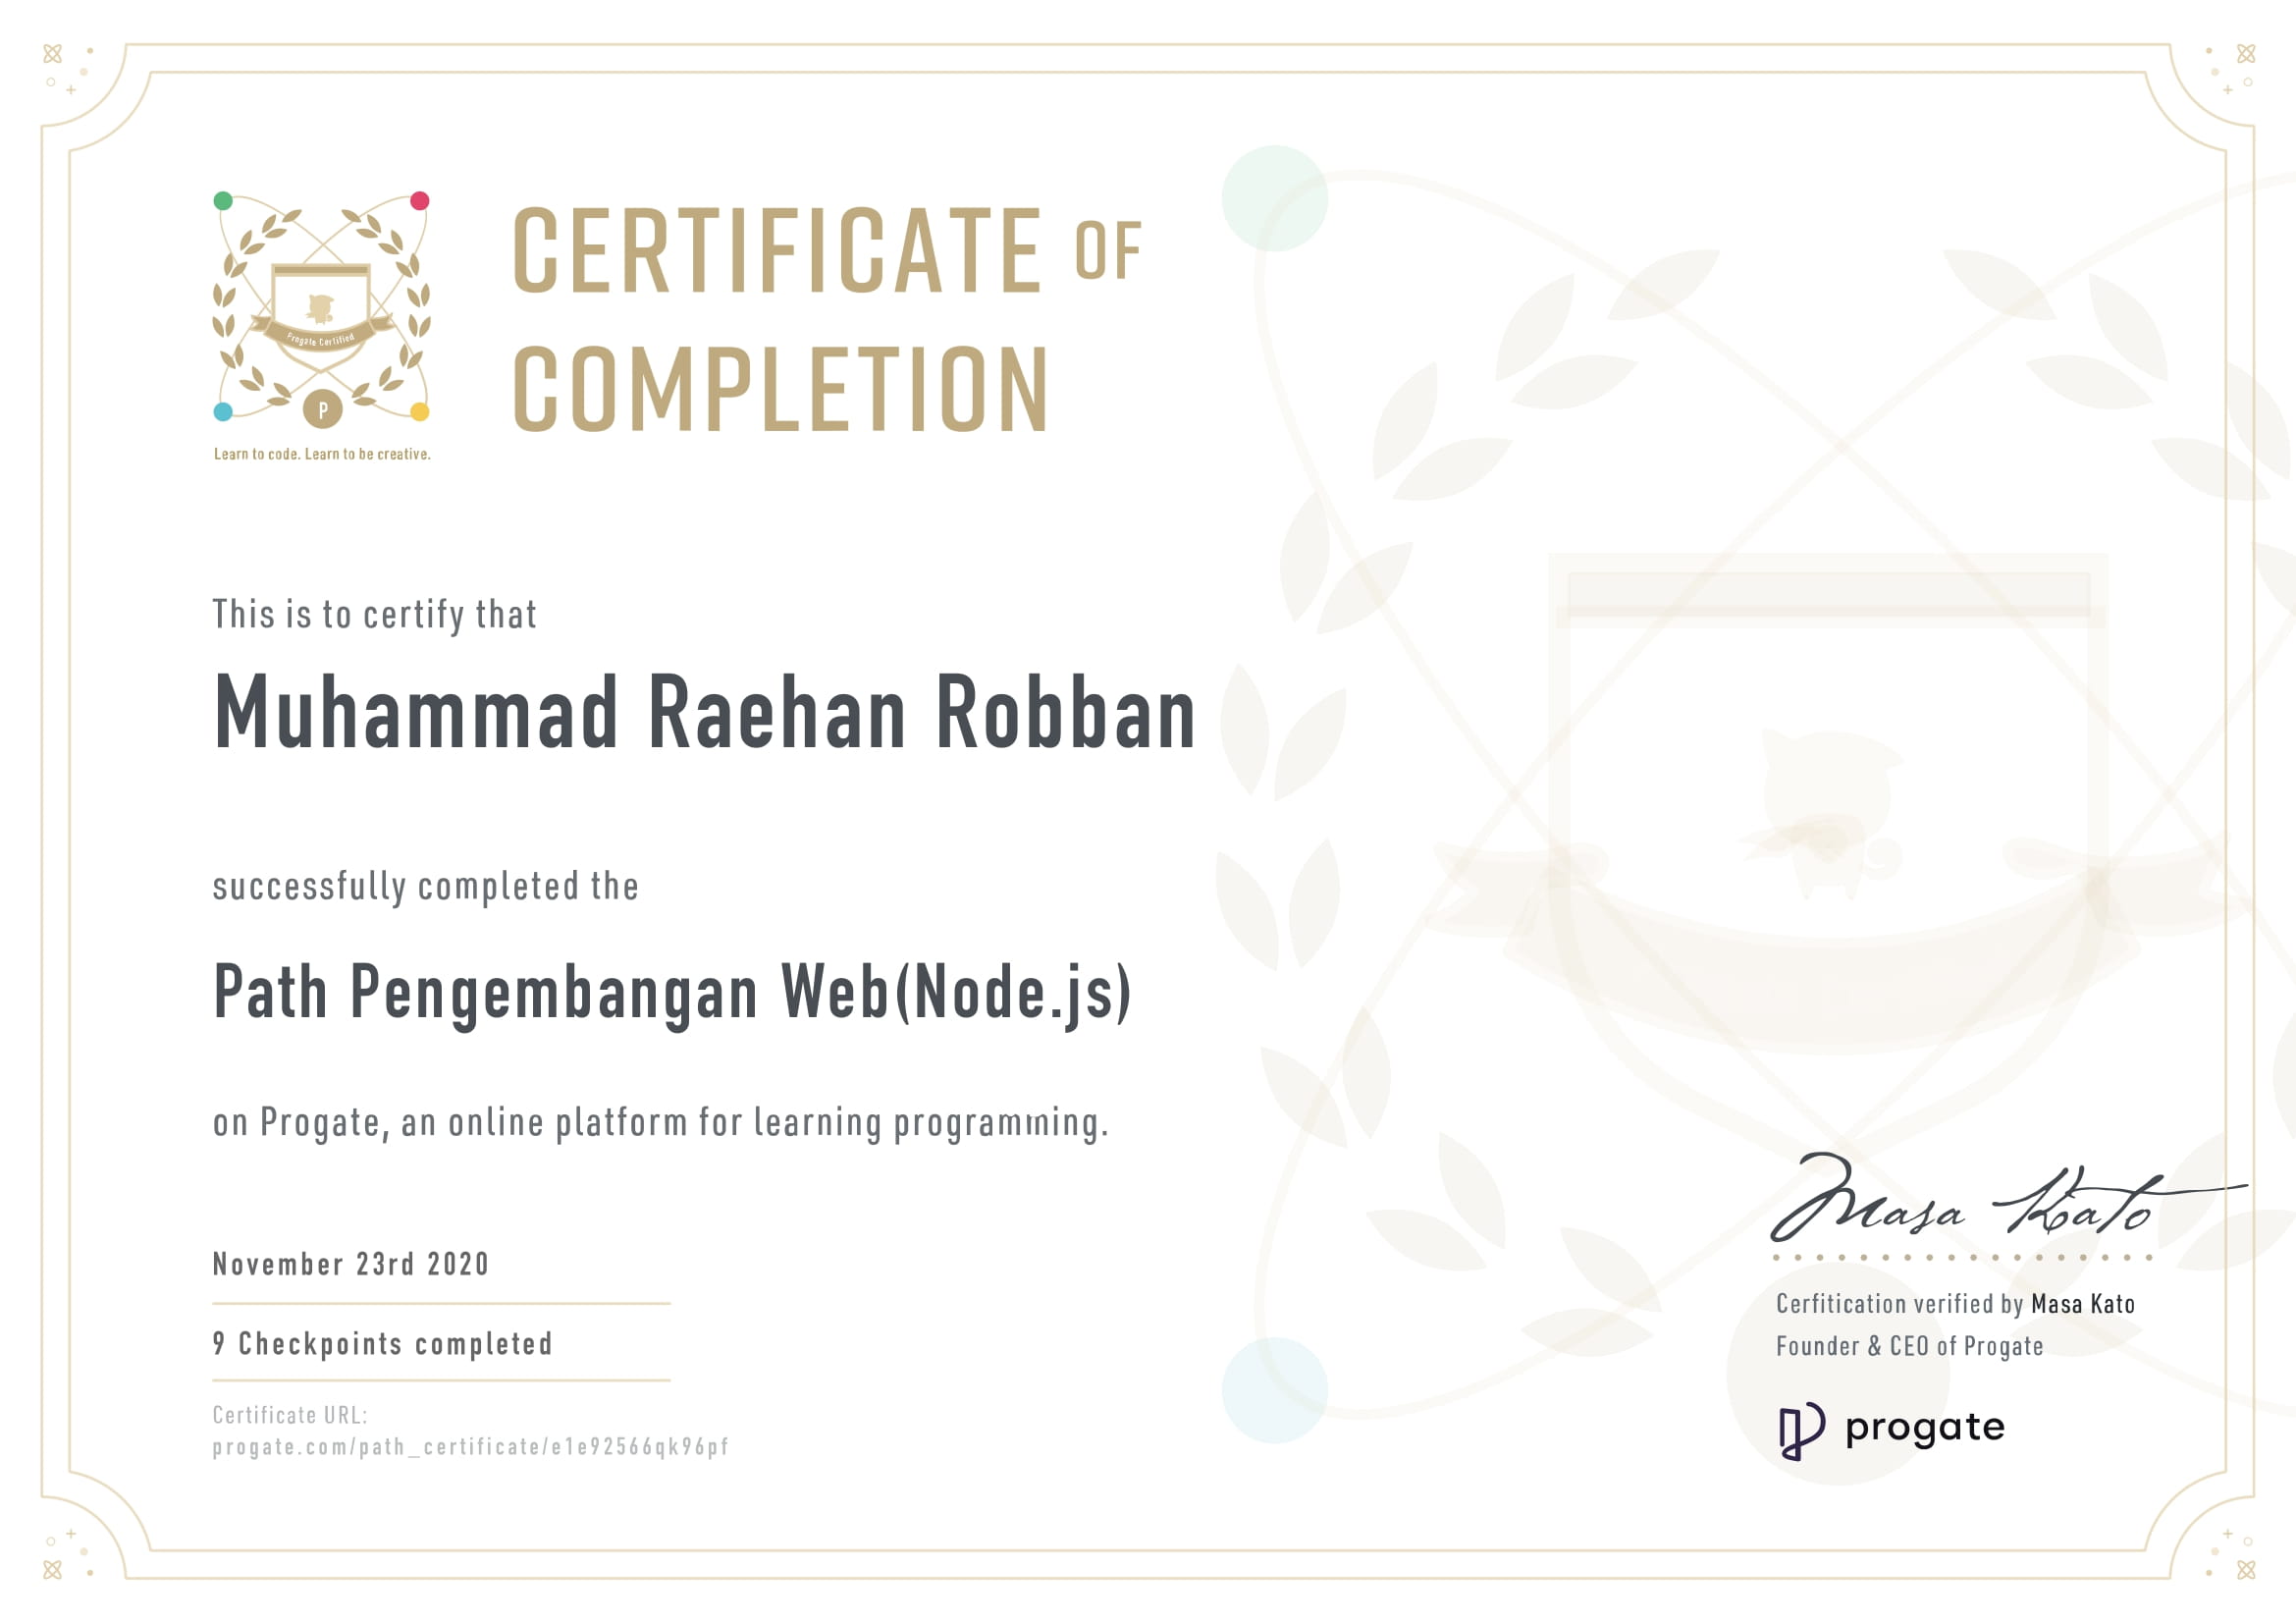 CERTIFICATE OF
COMPLETION
Progate Certified
P
Learn to code. Learn to be creative.
This is to certify that
Muhammad Raehan Robban
successfully completed the
Path Pengembangan Web(Node.js)
on Progate, an online platform for learning programming.
November 23rd 2020
9 Checkpoints completed
Certificate URL:
progate.com/path_certificate/e1e92566qk96pf
Masa Kato
Cerfitication verified by Masa Kato
Founder & CEO of Progate
progate